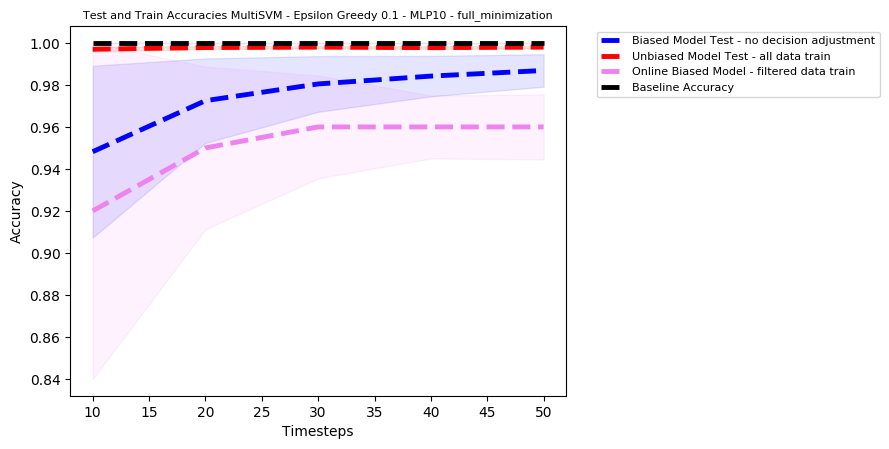 Test and Train Accuracies MultiSVM - Epsilon Greedy 0.1 - MLP10 - full_minimization
Accuracy
1.00
0.98
0.96
0.94
0.92
0.90
0.88
0.86
0.84
10 15 20 25 30 35 40 45 50
Timesteps
Biased Model Test - no decision adjustment
Unbiased Model Test - all data train
Online Biased Model - filtered data train
Baseline Accuracy